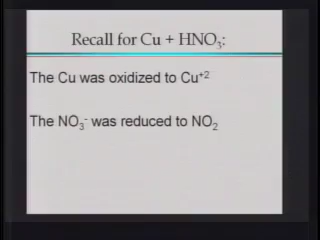 Recall for Cu + HNO₃:
The Cu was oxidized to Cu⁺²
The NO₃⁻ was reduced to NO₂